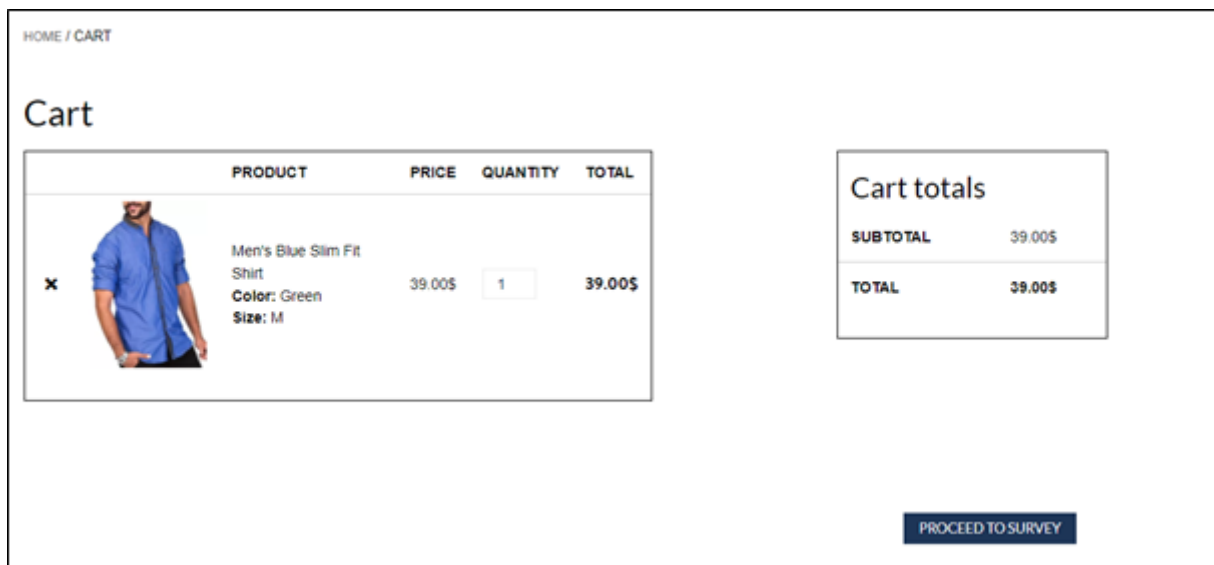 HOME / CART
Cart
PRODUCT PRICE QUANTITY TOTAL
Men's Blue Slim Fit
Shirt
Color: Green
Size: M
39.00$ 1 39.00$
Cart totals
SUBTOTAL 39.00$
TOTAL 39.00$
PROCEED TO SURVEY